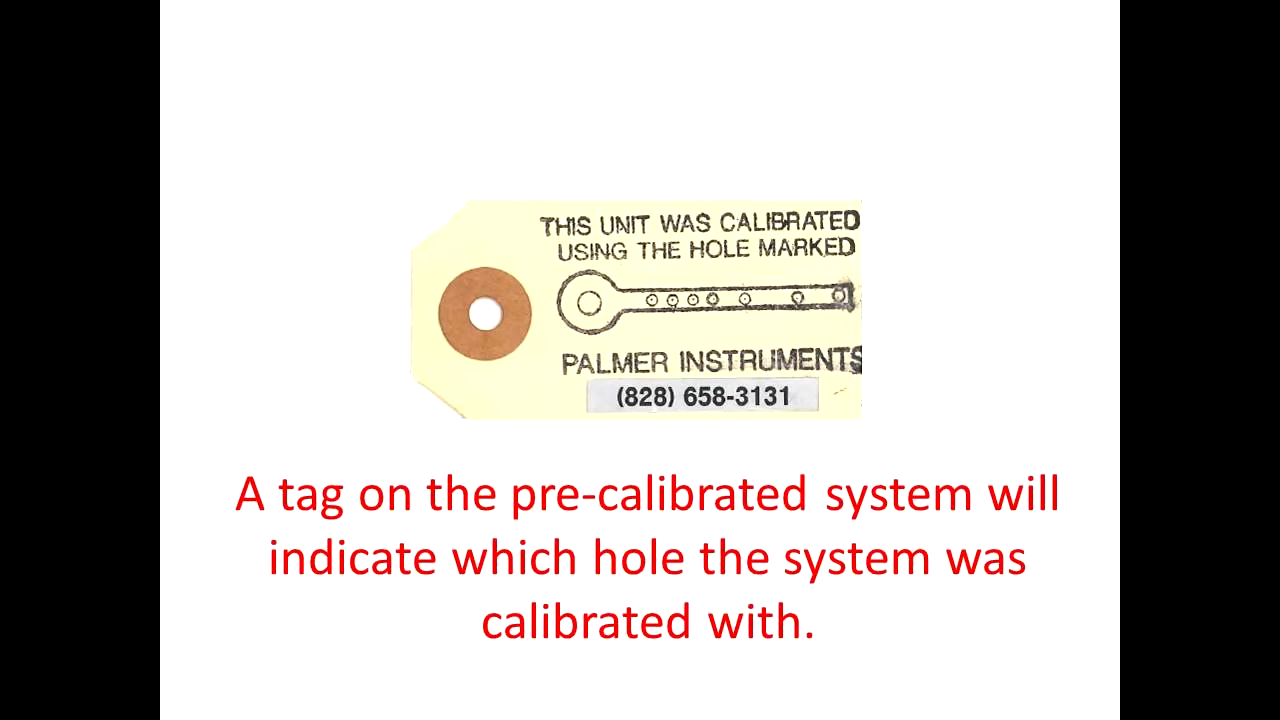 THIS UNIT WAS CALIBRATED
USING THE HOLE MARKED
PALMER INSTRUMENTS
(828) 658-3131
A tag on the pre-calibrated system will
indicate which hole the system was
calibrated with.